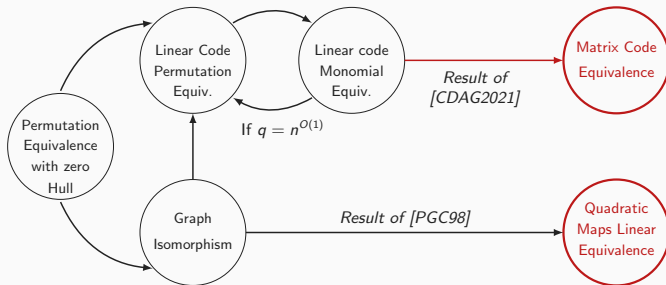 Linear Code
Permutation
Equiv.
Linear code
Monomial
Equiv.
Matrix Code
Equivalence
Result of
[CDAG2021]
If q = n^{O(1)}
Permutation
Equivalence
with zero
Hull
Graph
Isomorphism
Result of [PGC98]
Quadratic
Maps Linear
Equivalence